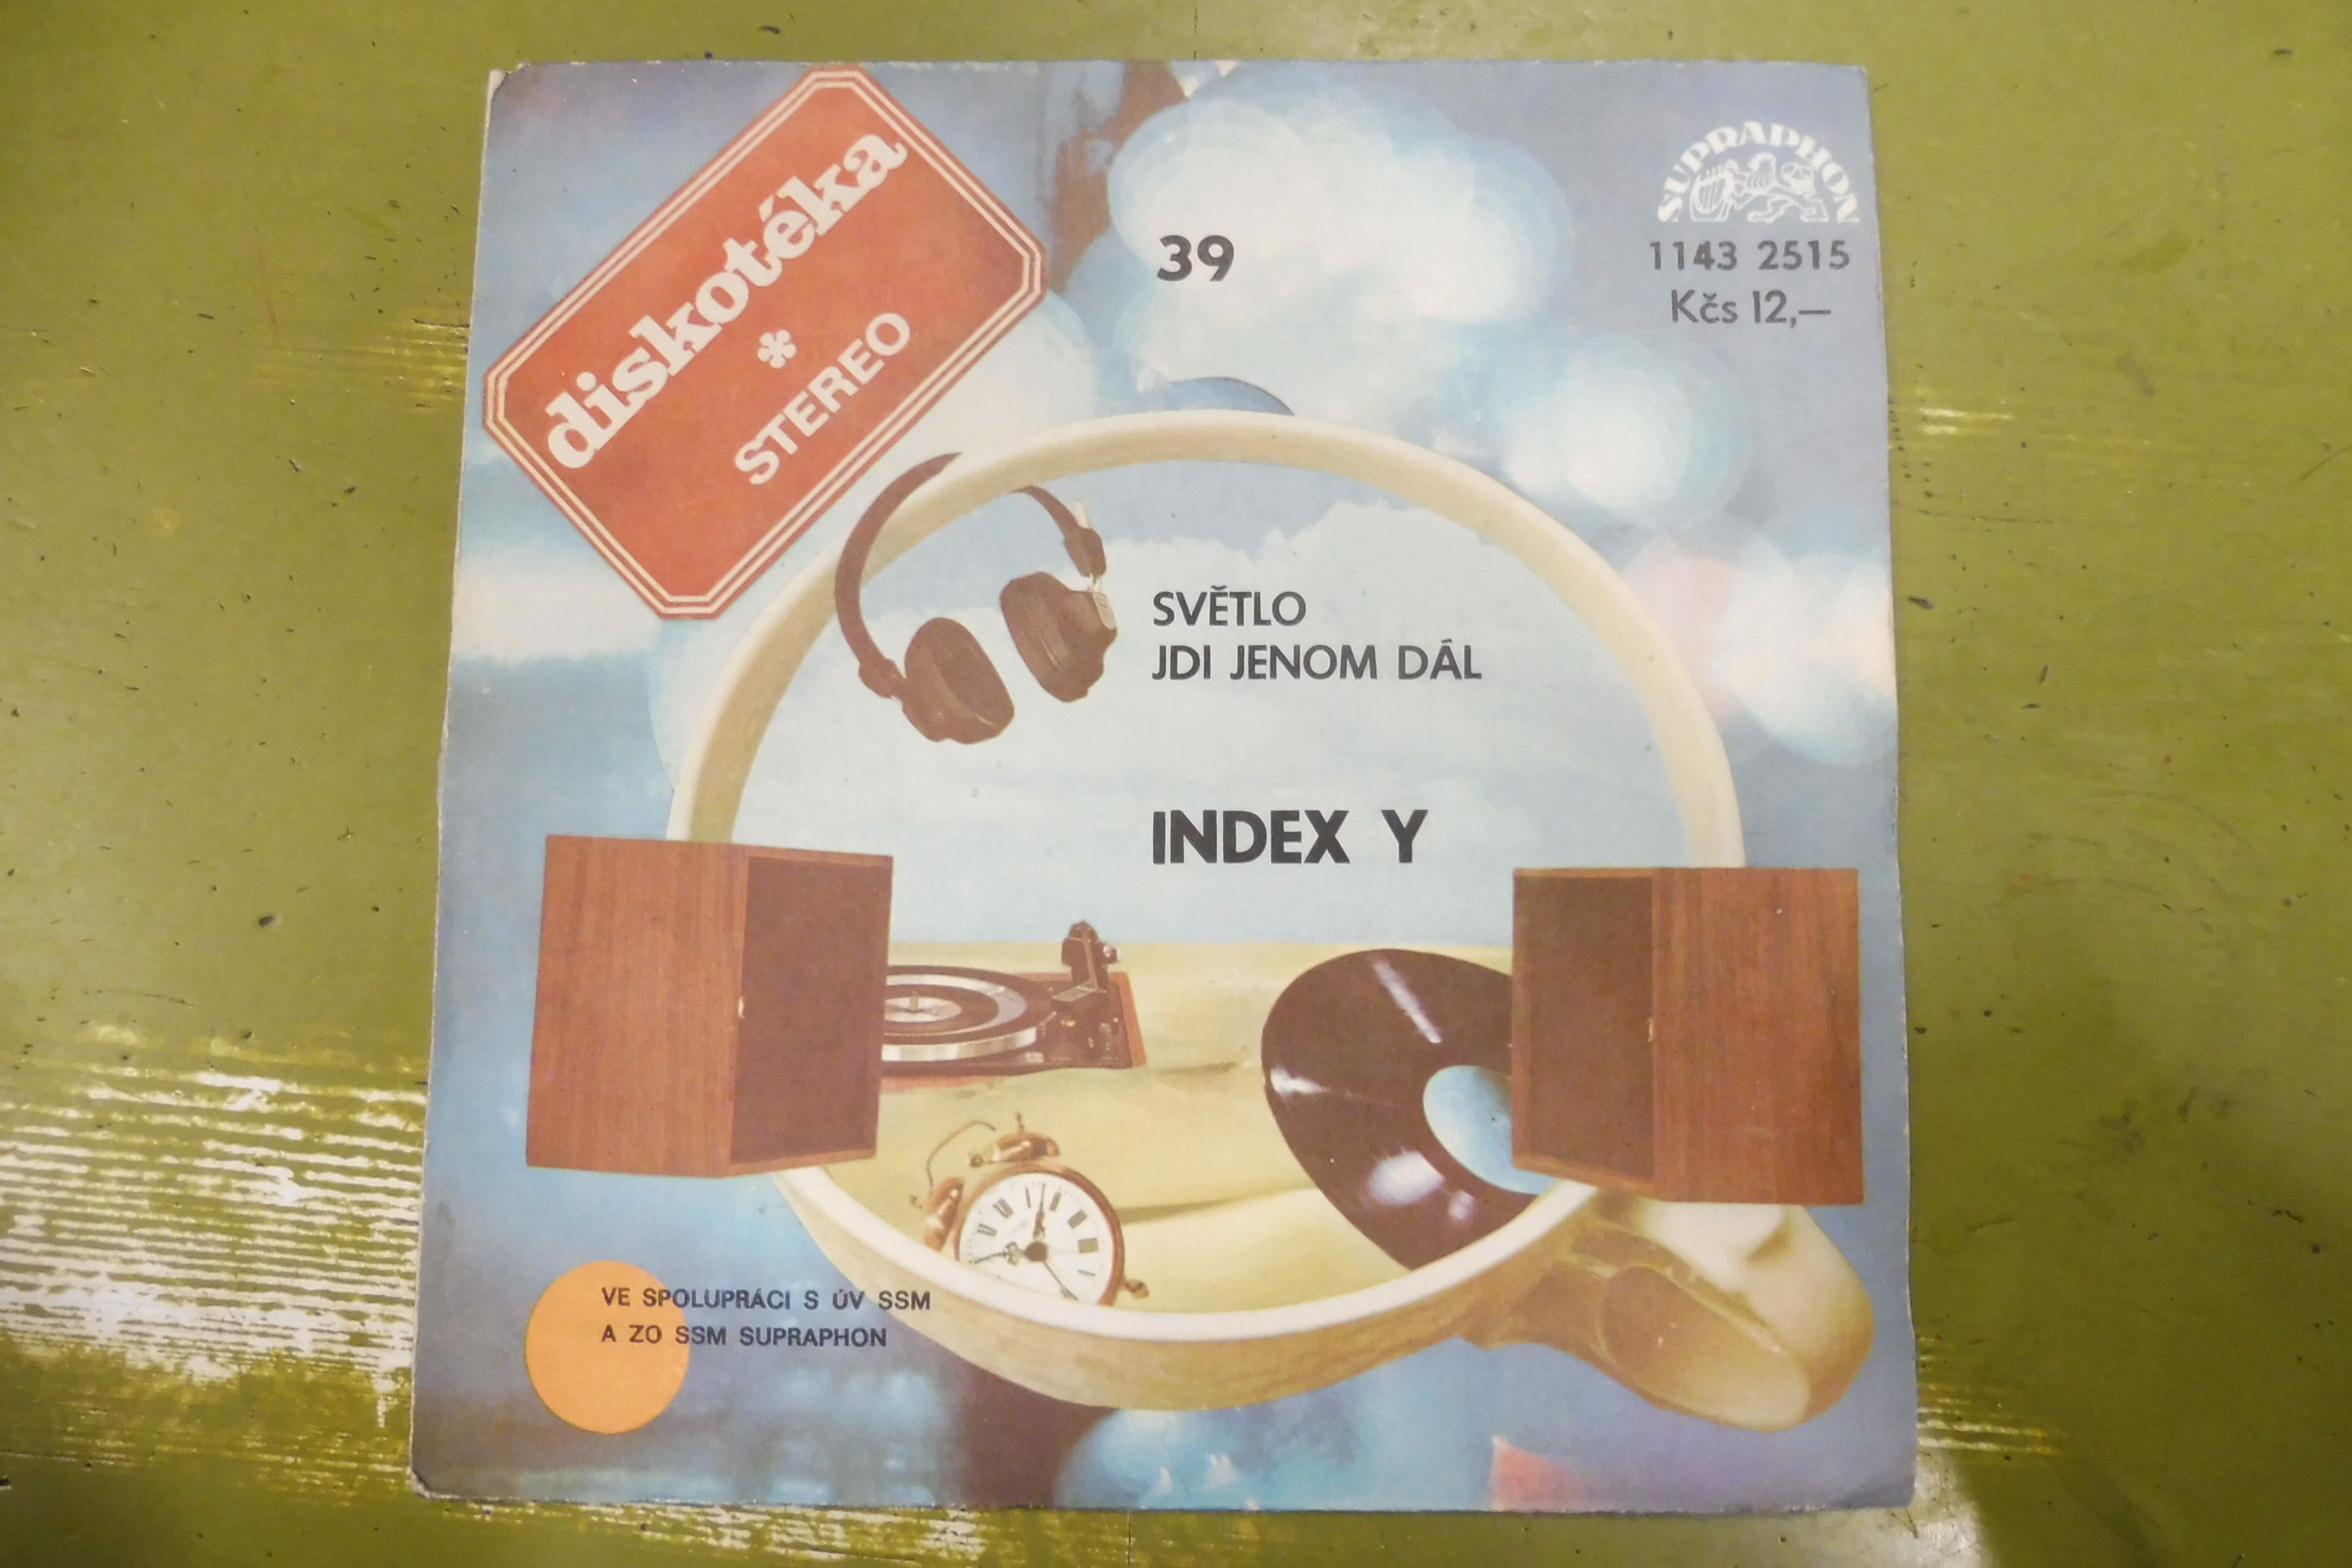 diskotéka
*
STEREO
39
SUPRAPHON
1143 2515
Kčs 12,—
SVĚTLO
JDI JENOM DÁL
INDEX Y
VE SPOLUPRÁCI S ÚV SSM
A ZO SSM SUPRAPHON